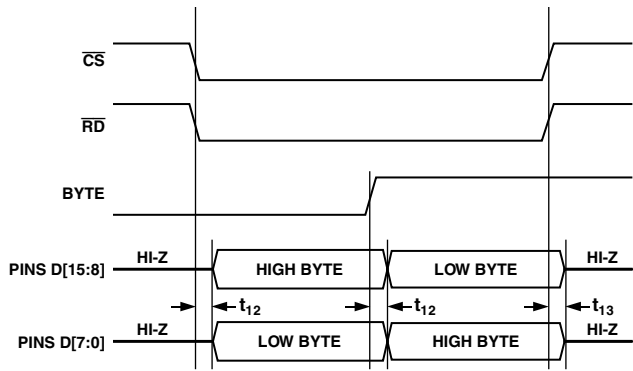 CS
RD
BYTE
PINS D[15:8] HI-Z HIGH BYTE LOW BYTE HI-Z
t12 t12 t13
PINS D[7:0] HI-Z LOW BYTE HIGH BYTE HI-Z